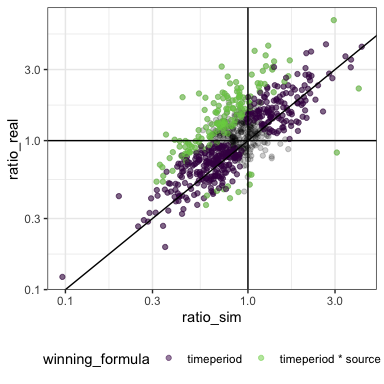 3.0
1.0
0.3
0.1
ratio_real
0.1 0.3 1.0 3.0
ratio_sim
winning_formula timeperiod timeperiod * source